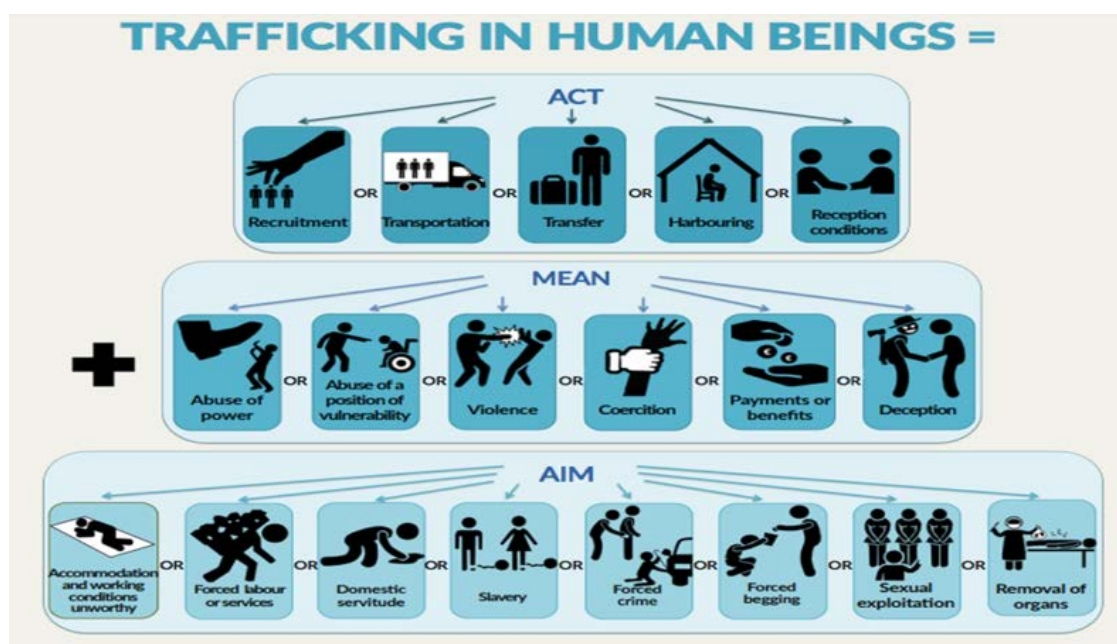 TRAFFICKING IN HUMAN BEINGS =
ACT
Recruitment
OR
Transportation
OR
Transfer
OR
Harbouring
OR
Reception
conditions
MEAN
Abuse of
power
OR
Abuse of a
position of
vulnerability
OR
Violence
OR
Coercition
OR
Payments or
benefits
OR
Deception
AIM
Accommodation
and working
conditions
unworthy
OR
Forced labour
or services
OR
Domestic
servitude
OR
Slavery
OR
Forced
crime
OR
Forced
begging
OR
Sexual
exploitation
OR
Removal of
organs